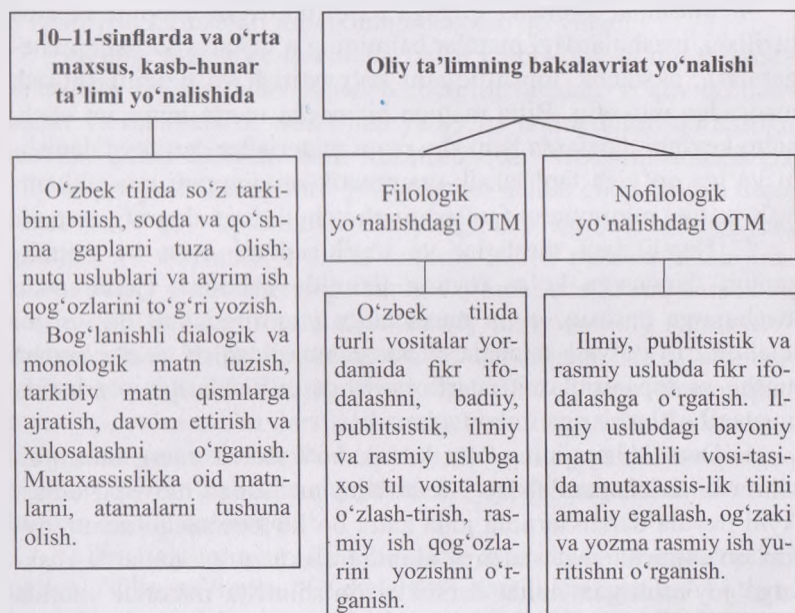 10–11-sinflarda va o‘rta
maxsus, kasb-hunar
ta’limi yo‘nalishida
Oliy ta’limning bakalavriat yo‘nalishi
O‘zbek tilida so‘z tarki-
bini bilish, sodda va qo‘sh-
ma gaplarni tuza olish;
nutq uslublari va ayrim ish
qog‘ozlarini to‘g‘ri yozish.
Bog‘lanishli dialogik va
monologik matn tuzish,
tarkibiy matn qismlarga
ajratish, davom ettirish va
xulosalashni o‘rganish.
Mutaxassislikka oid matn-
larni, atamalarni tushuna
olish.
Filologik
yo‘nalishdagi OTM
O‘zbek tilida
turli vositalar yor-
damida fikr ifo-
dalashni, badiiy,
publitsistik, ilmiy
va rasmiy uslubga
xos til vositalarni
o‘zlash-tirish, ras-
miy ish qog‘ozla-
rini yozishni o‘r-
ganish.
Nofilologik
yo‘nalishdagi OTM
Ilmiy, publitsistik va
rasmiy uslubda fikr ifo-
dalashga o‘rgatish. Il-
miy uslubdagi bayoniy
matn tahlili vosi-tasi-
da mutaxassis-lik tilini
amaliy egallash, og‘zaki
va yozma rasmiy ish yu-
ritishni o‘rganish.